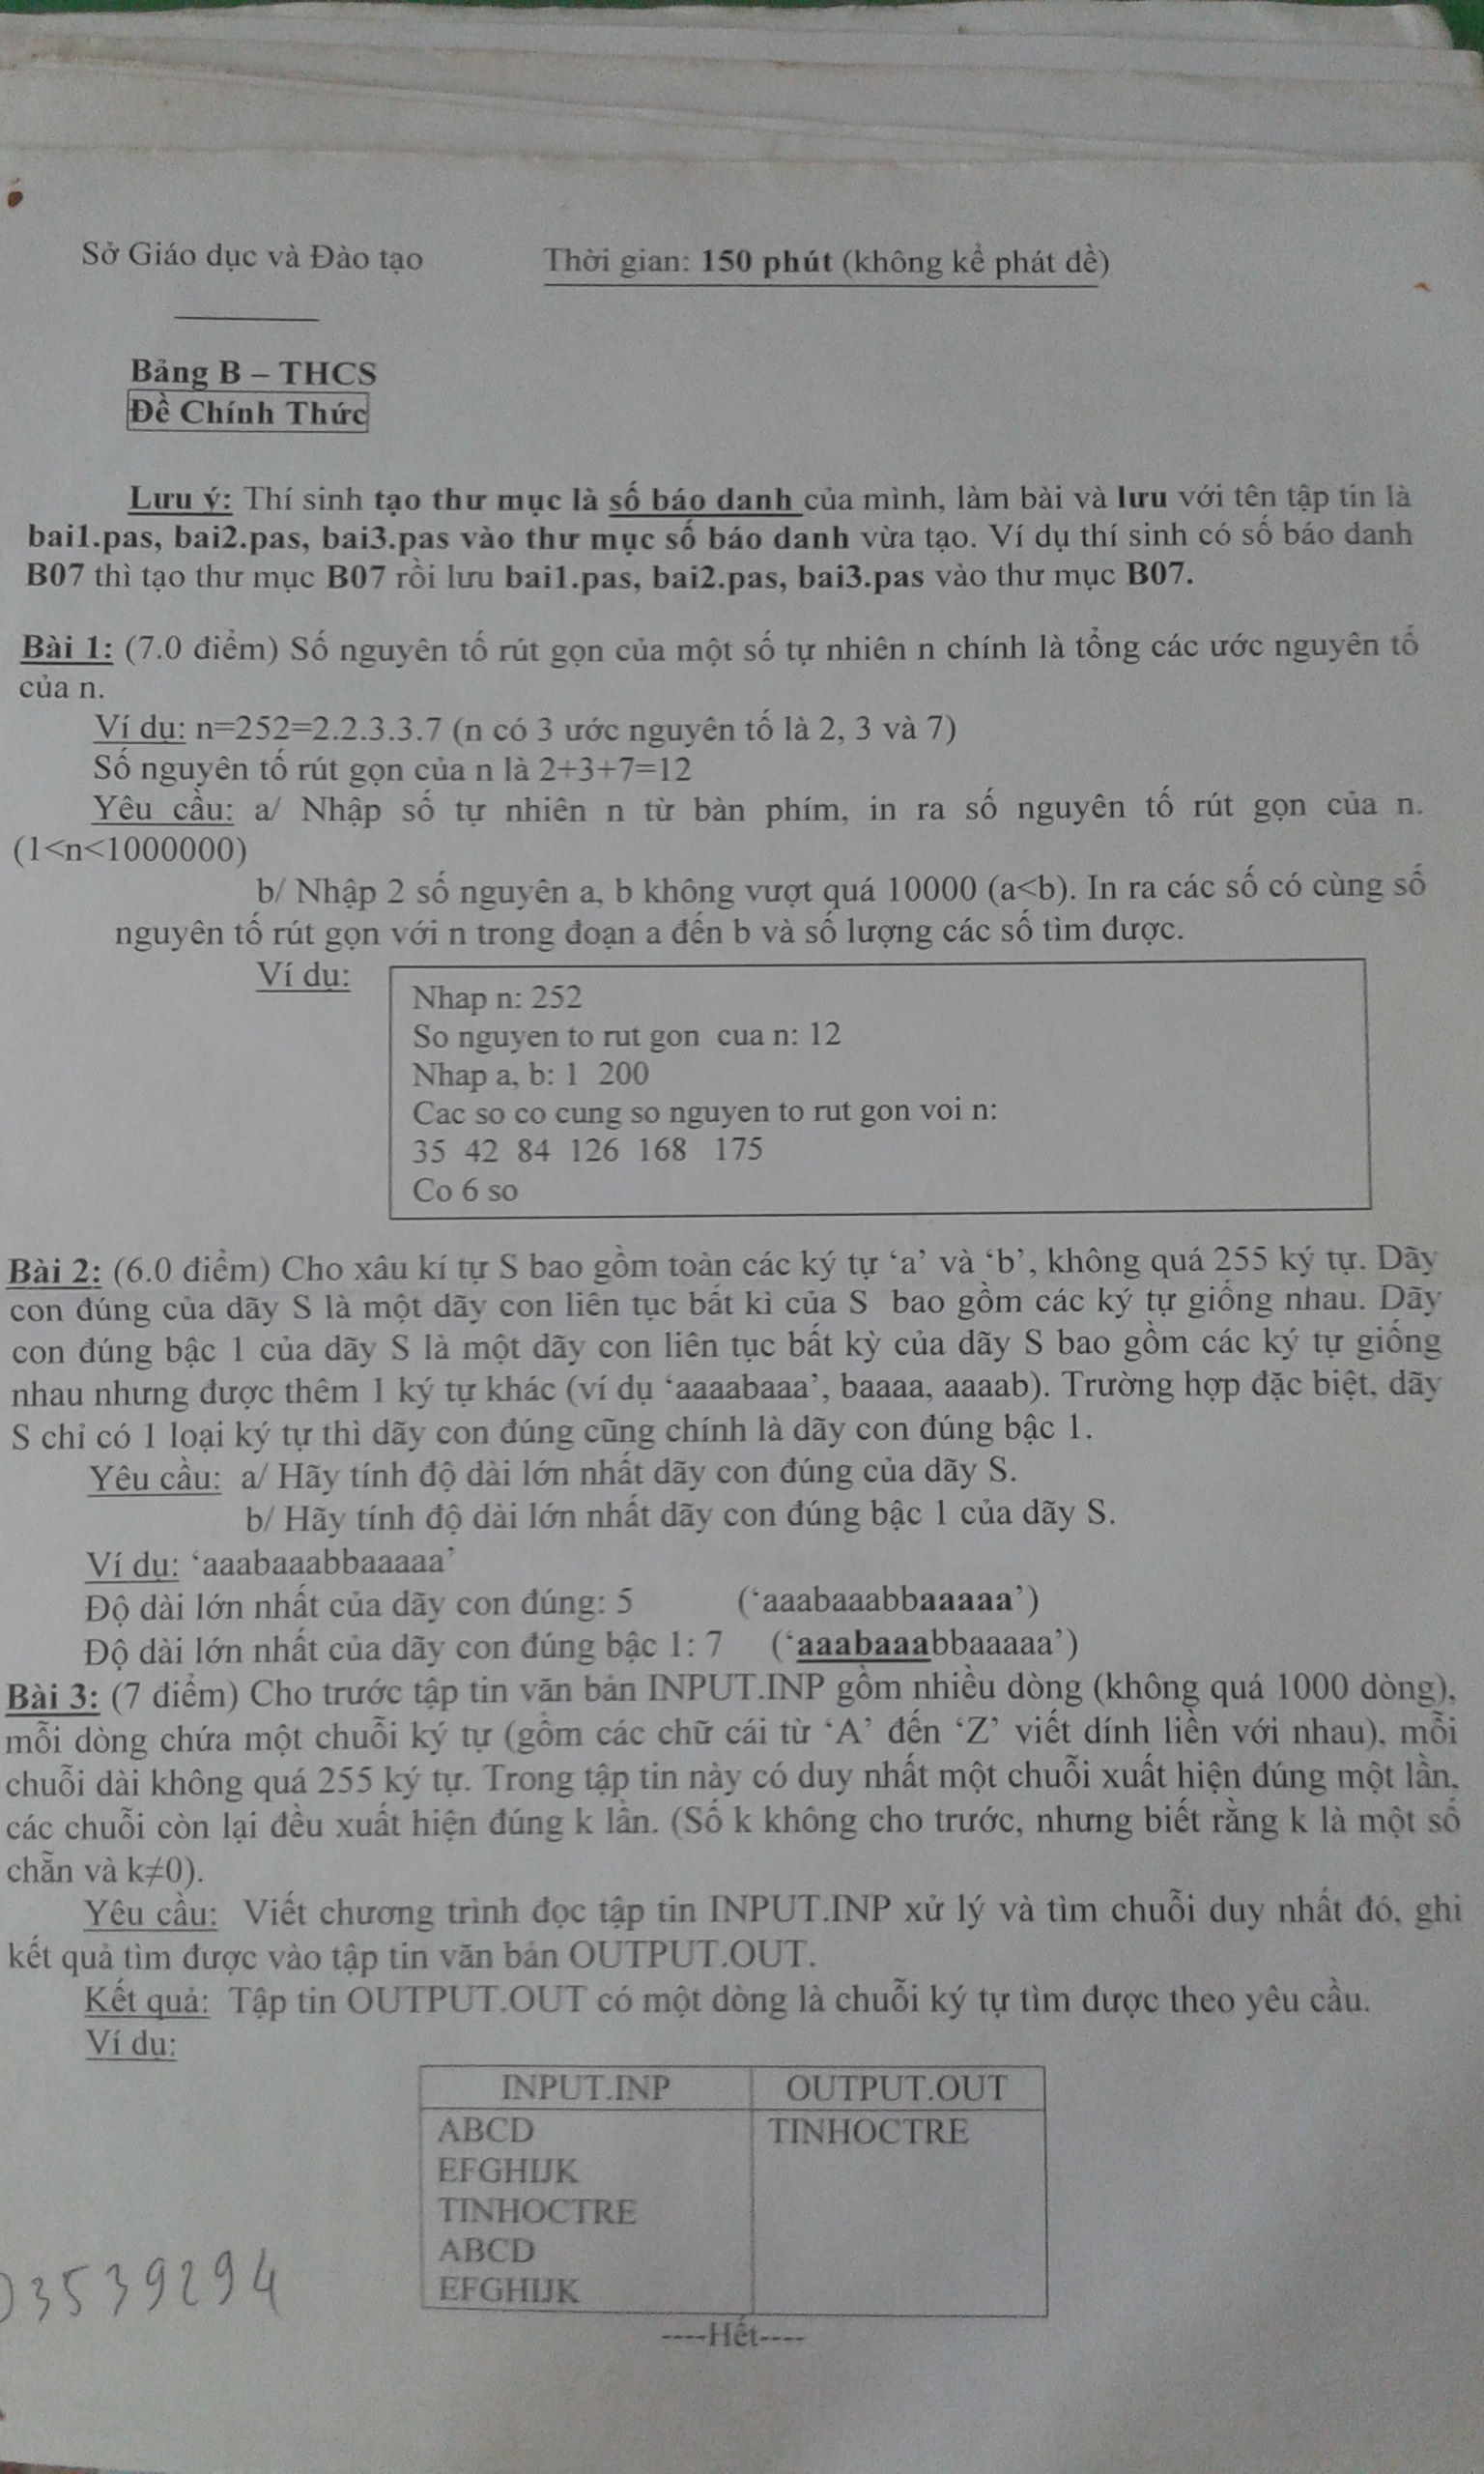 Sở Giáo dục và Đào tạo
Thời gian: 150 phút (không kể phát đề)
Bảng B – THCS
Đề Chính Thức
Lưu ý: Thí sinh tạo thư mục là số báo danh của mình, làm bài và lưu với tên tập tin là
bai1.pas, bai2.pas, bai3.pas vào thư mục số báo danh vừa tạo. Ví dụ thí sinh có số báo danh
B07 thì tạo thư mục B07 rồi lưu bai1.pas, bai2.pas, bai3.pas vào thư mục B07.
Bài 1: (7.0 điểm) Số nguyên tố rút gọn của một số tự nhiên n chính là tổng các ước nguyên tố
của n.
Ví dụ: n=252=2.2.3.3.7 (n có 3 ước nguyên tố là 2, 3 và 7)
Số nguyên tố rút gọn của n là 2+3+7=12
Yêu cầu: a/ Nhập số tự nhiên n từ bàn phím, in ra số nguyên tố rút gọn của n.
(1<n<1000000)
b/ Nhập 2 số nguyên a, b không vượt quá 10000 (a<b). In ra các số có cùng số
nguyên tố rút gọn với n trong đoạn a đến b và số lượng các số tìm được.
Ví dụ:
Nhap n: 252
So nguyen to rut gon cua n: 12
Nhap a, b: 1 200
Cac so co cung so nguyen to rut gon voi n:
35 42 84 126 168 175
Co 6 so
Bài 2: (6.0 điểm) Cho xâu kí tự S bao gồm toàn các ký tự ‘a’ và ‘b’, không quá 255 ký tự. Dãy
con đúng của dãy S là một dãy con liên tục bất kì của S bao gồm các ký tự giống nhau. Dãy
con đúng bậc 1 của dãy S là một dãy con liên tục bất kỳ của dãy S bao gồm các ký tự giống
nhau nhưng được thêm 1 ký tự khác (ví dụ ‘aaaabaaa’, baaaa, aaaab). Trường hợp đặc biệt, dãy
S chỉ có 1 loại ký tự thì dãy con đúng cũng chính là dãy con đúng bậc 1.
Yêu cầu: a/ Hãy tính độ dài lớn nhất dãy con đúng của dãy S.
b/ Hãy tính độ dài lớn nhất dãy con đúng bậc 1 của dãy S.
Ví dụ: ‘aaabaaabbaaaaa’
Độ dài lớn nhất của dãy con đúng: 5 (‘aaabaaabbaaaaa’)
Độ dài lớn nhất của dãy con đúng bậc 1: 7 (‘aaabaaabbaaaaa’)
Bài 3: (7 điểm) Cho trước tập tin văn bản INPUT.INP gồm nhiều dòng (không quá 1000 dòng),
mỗi dòng chứa một chuỗi ký tự (gồm các chữ cái từ ‘A’ đến ‘Z’ viết dính liền với nhau), mỗi
chuỗi dài không quá 255 ký tự. Trong tập tin này có duy nhất một chuỗi xuất hiện đúng một lần,
các chuỗi còn lại đều xuất hiện đúng k lần. (Số k không cho trước, nhưng biết rằng k là một số
chẵn và k≠0).
Yêu cầu: Viết chương trình đọc tập tin INPUT.INP xử lý và tìm chuỗi duy nhất đó, ghi
kết quả tìm được vào tập tin văn bản OUTPUT.OUT.
Kết quả: Tập tin OUTPUT.OUT có một dòng là chuỗi ký tự tìm được theo yêu cầu.
Ví dụ:
INPUT.INP OUTPUT.OUT
ABCD TINHOCTRE
EFGHIJK
TINHOCTRE
ABCD
EFGHIJK
----Hết----
03539294